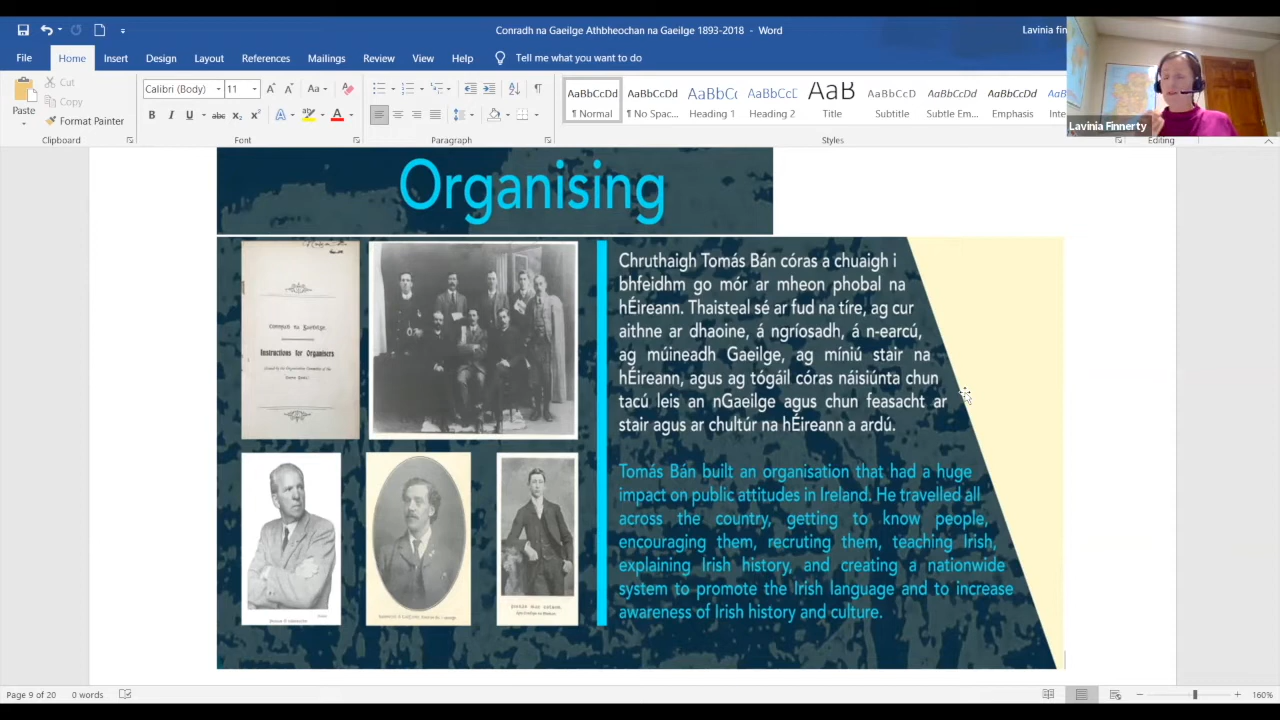 Conradh na Gaeilge Athbheochan na Gaeilge 1893-2018 - Word
Lavinia fin
File Home Insert Design Layout References Mailings Review View Help Tell me what you want to do
Paste
Cut
Copy
Format Painter
Calibri (Body) 11
AaBbCcDd AaBbCcDd AaBbCc AaBbCcD AaB AaBbCcD AaBbCcDd AaBbCcDd AaBb
¶ Normal ¶ No Spac... Heading 1 Heading 2 Title Subtitle Subtle Em... Emphasis Inte
Clipboard Font Paragraph Styles Editing
Lavinia Finnerty
Organising
Instructions for Organisers
Chruthaigh Tomás Bán córas a chuaigh i
bhfeidhm go mór ar mheon phobal na
hÉireann. Thaisteal sé ar fud na tíre, ag cur
aithne ar dhaoine, á ngríosadh, á n-earcú,
ag múineadh Gaeilge, ag míniú stair na
hÉireann, agus ag tógáil córas náisiúnta chun
tacú leis an nGaeilge agus chun feasacht ar
stair agus ar chultúr na hÉireann a ardú.
Tomás Bán built an organisation that had a huge
impact on public attitudes in Ireland. He travelled all
across the country, getting to know people,
encouraging them, recruting them, teaching Irish,
explaining Irish history, and creating a nationwide
system to promote the Irish language and to increase
awareness of Irish history and culture.
Page 9 of 20 0 words
160%